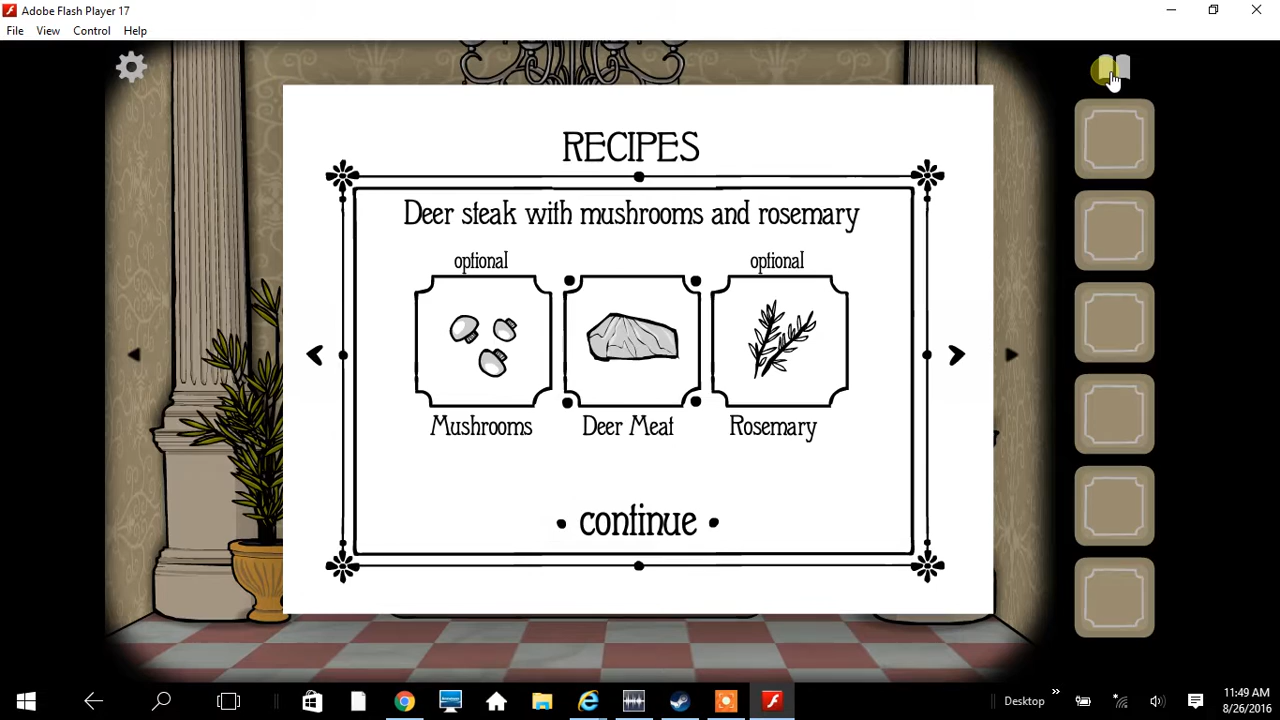 Adobe Flash Player 17
File View Control Help
RECIPES
Deer steak with mushrooms and rosemary
optional optional
Mushrooms Deer Meat Rosemary
• continue •
Desktop
11:49 AM
8/26/2016